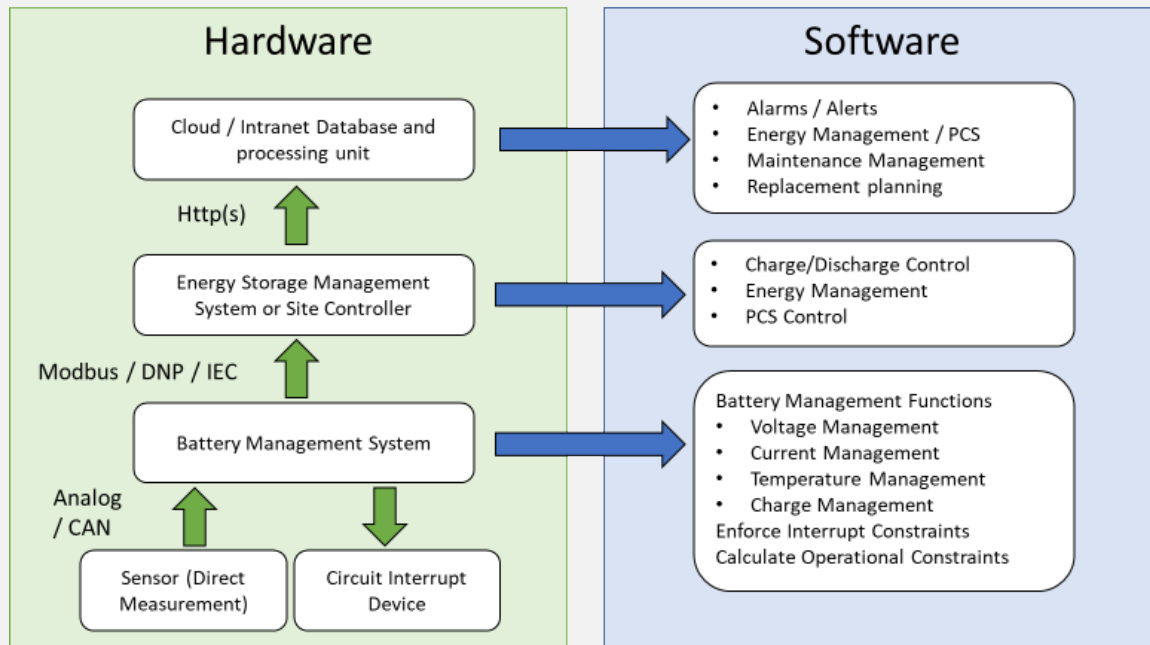 Hardware
Cloud / Intranet Database and
processing unit
Http(s)
Energy Storage Management
System or Site Controller
Modbus / DNP / IEC
Battery Management System
Analog
/ CAN
Sensor (Direct
Measurement)
Circuit Interrupt
Device
Software
• Alarms / Alerts
• Energy Management / PCS
• Maintenance Management
• Replacement planning
• Charge/Discharge Control
• Energy Management
• PCS Control
Battery Management Functions
• Voltage Management
• Current Management
• Temperature Management
• Charge Management
Enforce Interrupt Constraints
Calculate Operational Constraints